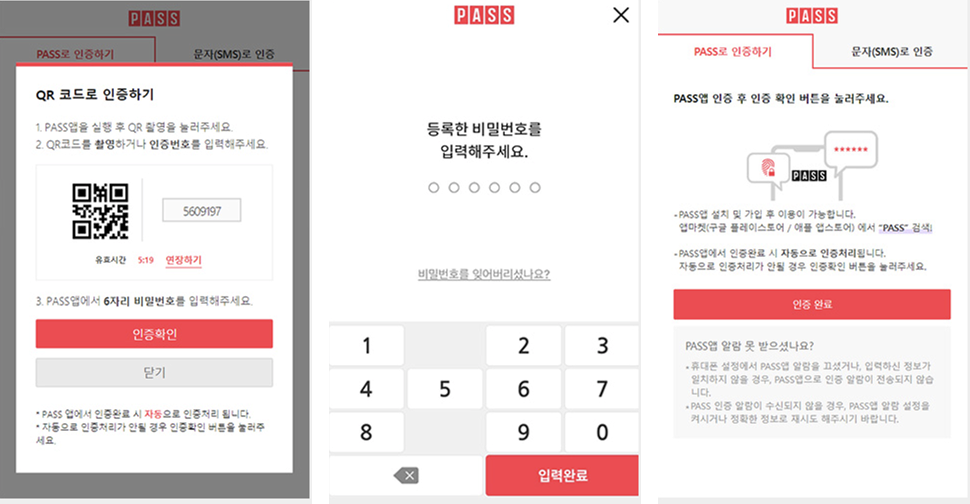 PASS
PASS로 인증하기
문자(SMS)로 인증
QR 코드로 인증하기
1. PASS앱을 실행 후 QR 촬영을 눌러주세요.
2. QR코드를 촬영하거나 인증번호를 입력해주세요.
5609197
유효시간 5:19 연장하기
3. PASS앱에서 6자리 비밀번호를 입력해주세요.
인증확인
닫기
* PASS 앱에서 인증완료 시 자동으로 인증처리 됩니다.
* 자동으로 인증처리가 안될 경우 인증확인 버튼을 눌러주
세요.
PASS
등록한 비밀번호를
입력해주세요.
비밀번호를 잊어버리셨나요?
1 2 3
4 5 6 7
8 9 0
입력완료
PASS
PASS로 인증하기
문자(SMS)로 인증
PASS앱 인증 후 인증 확인 버튼을 눌러주세요.
******
PASS
• PASS앱 설치 및 가입 후 이용이 가능합니다.
앱마켓(구글 플레이스토어 / 애플 앱스토어) 에서 "PASS" 검색
• PASS앱에서 인증완료 시 자동으로 인증처리됩니다.
자동으로 인증처리가 안될 경우 인증확인 버튼을 눌러주세요.
인증 완료
PASS앱 알람 못 받으셨나요?
• 휴대폰 설정에서 PASS앱 알람을 끄셨거나, 입력하신 정보가
일치하지 않을 경우, PASS앱으로 인증 알람이 전송되지 않습
니다.
• PASS 인증 알람이 수신되지 않을 경우, PASS앱 알람 설정을
켜시거나 정확한 정보로 재시도 해주시기 바랍니다.